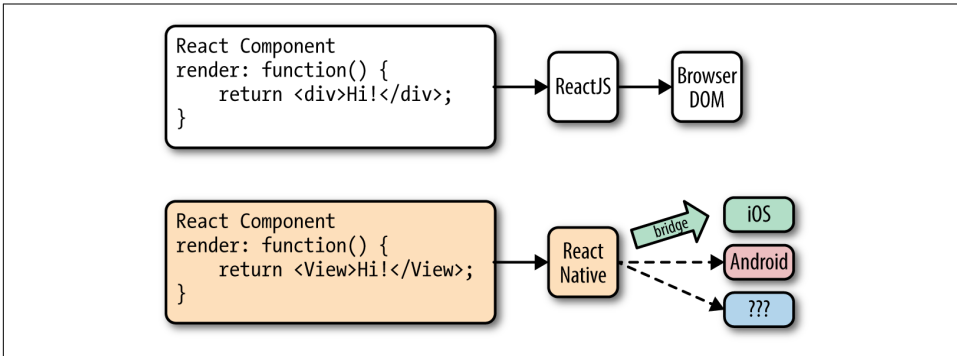 React Component
render: function() {
    return <div>Hi!</div>;
}
ReactJS
Browser
DOM
React Component
render: function() {
    return <View>Hi!</View>;
}
React
Native
bridge
iOS
Android
???